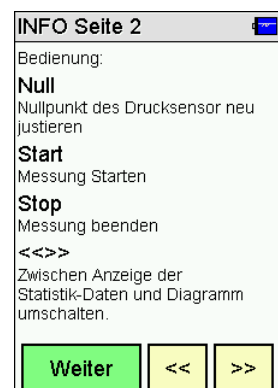 INFO Seite 2
Bedienung:
Null
Nullpunkt des Drucksensor neu
justieren
Start
Messung Starten
Stop
Messung beenden
<<>>
Zwischen Anzeige der
Statistik-Daten und Diagramm
umschalten.
Weiter
<<
>>